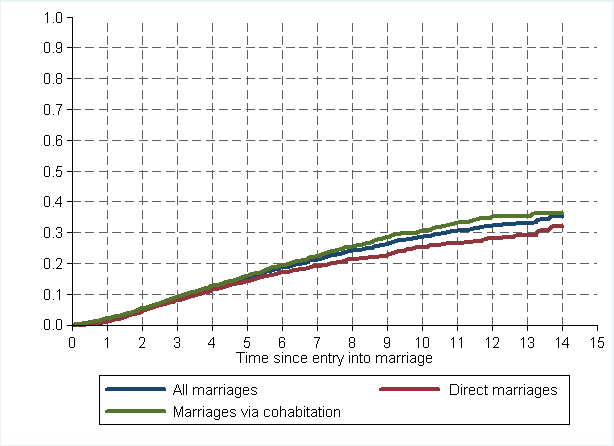 1.0
0.9
0.8
0.7
0.6
0.5
0.4
0.3
0.2
0.1
0.0
0 1 2 3 4 5 6 7 8 9 10 11 12 13 14 15
Time since entry into marriage
All marriages Direct marriages
Marriages via cohabitation